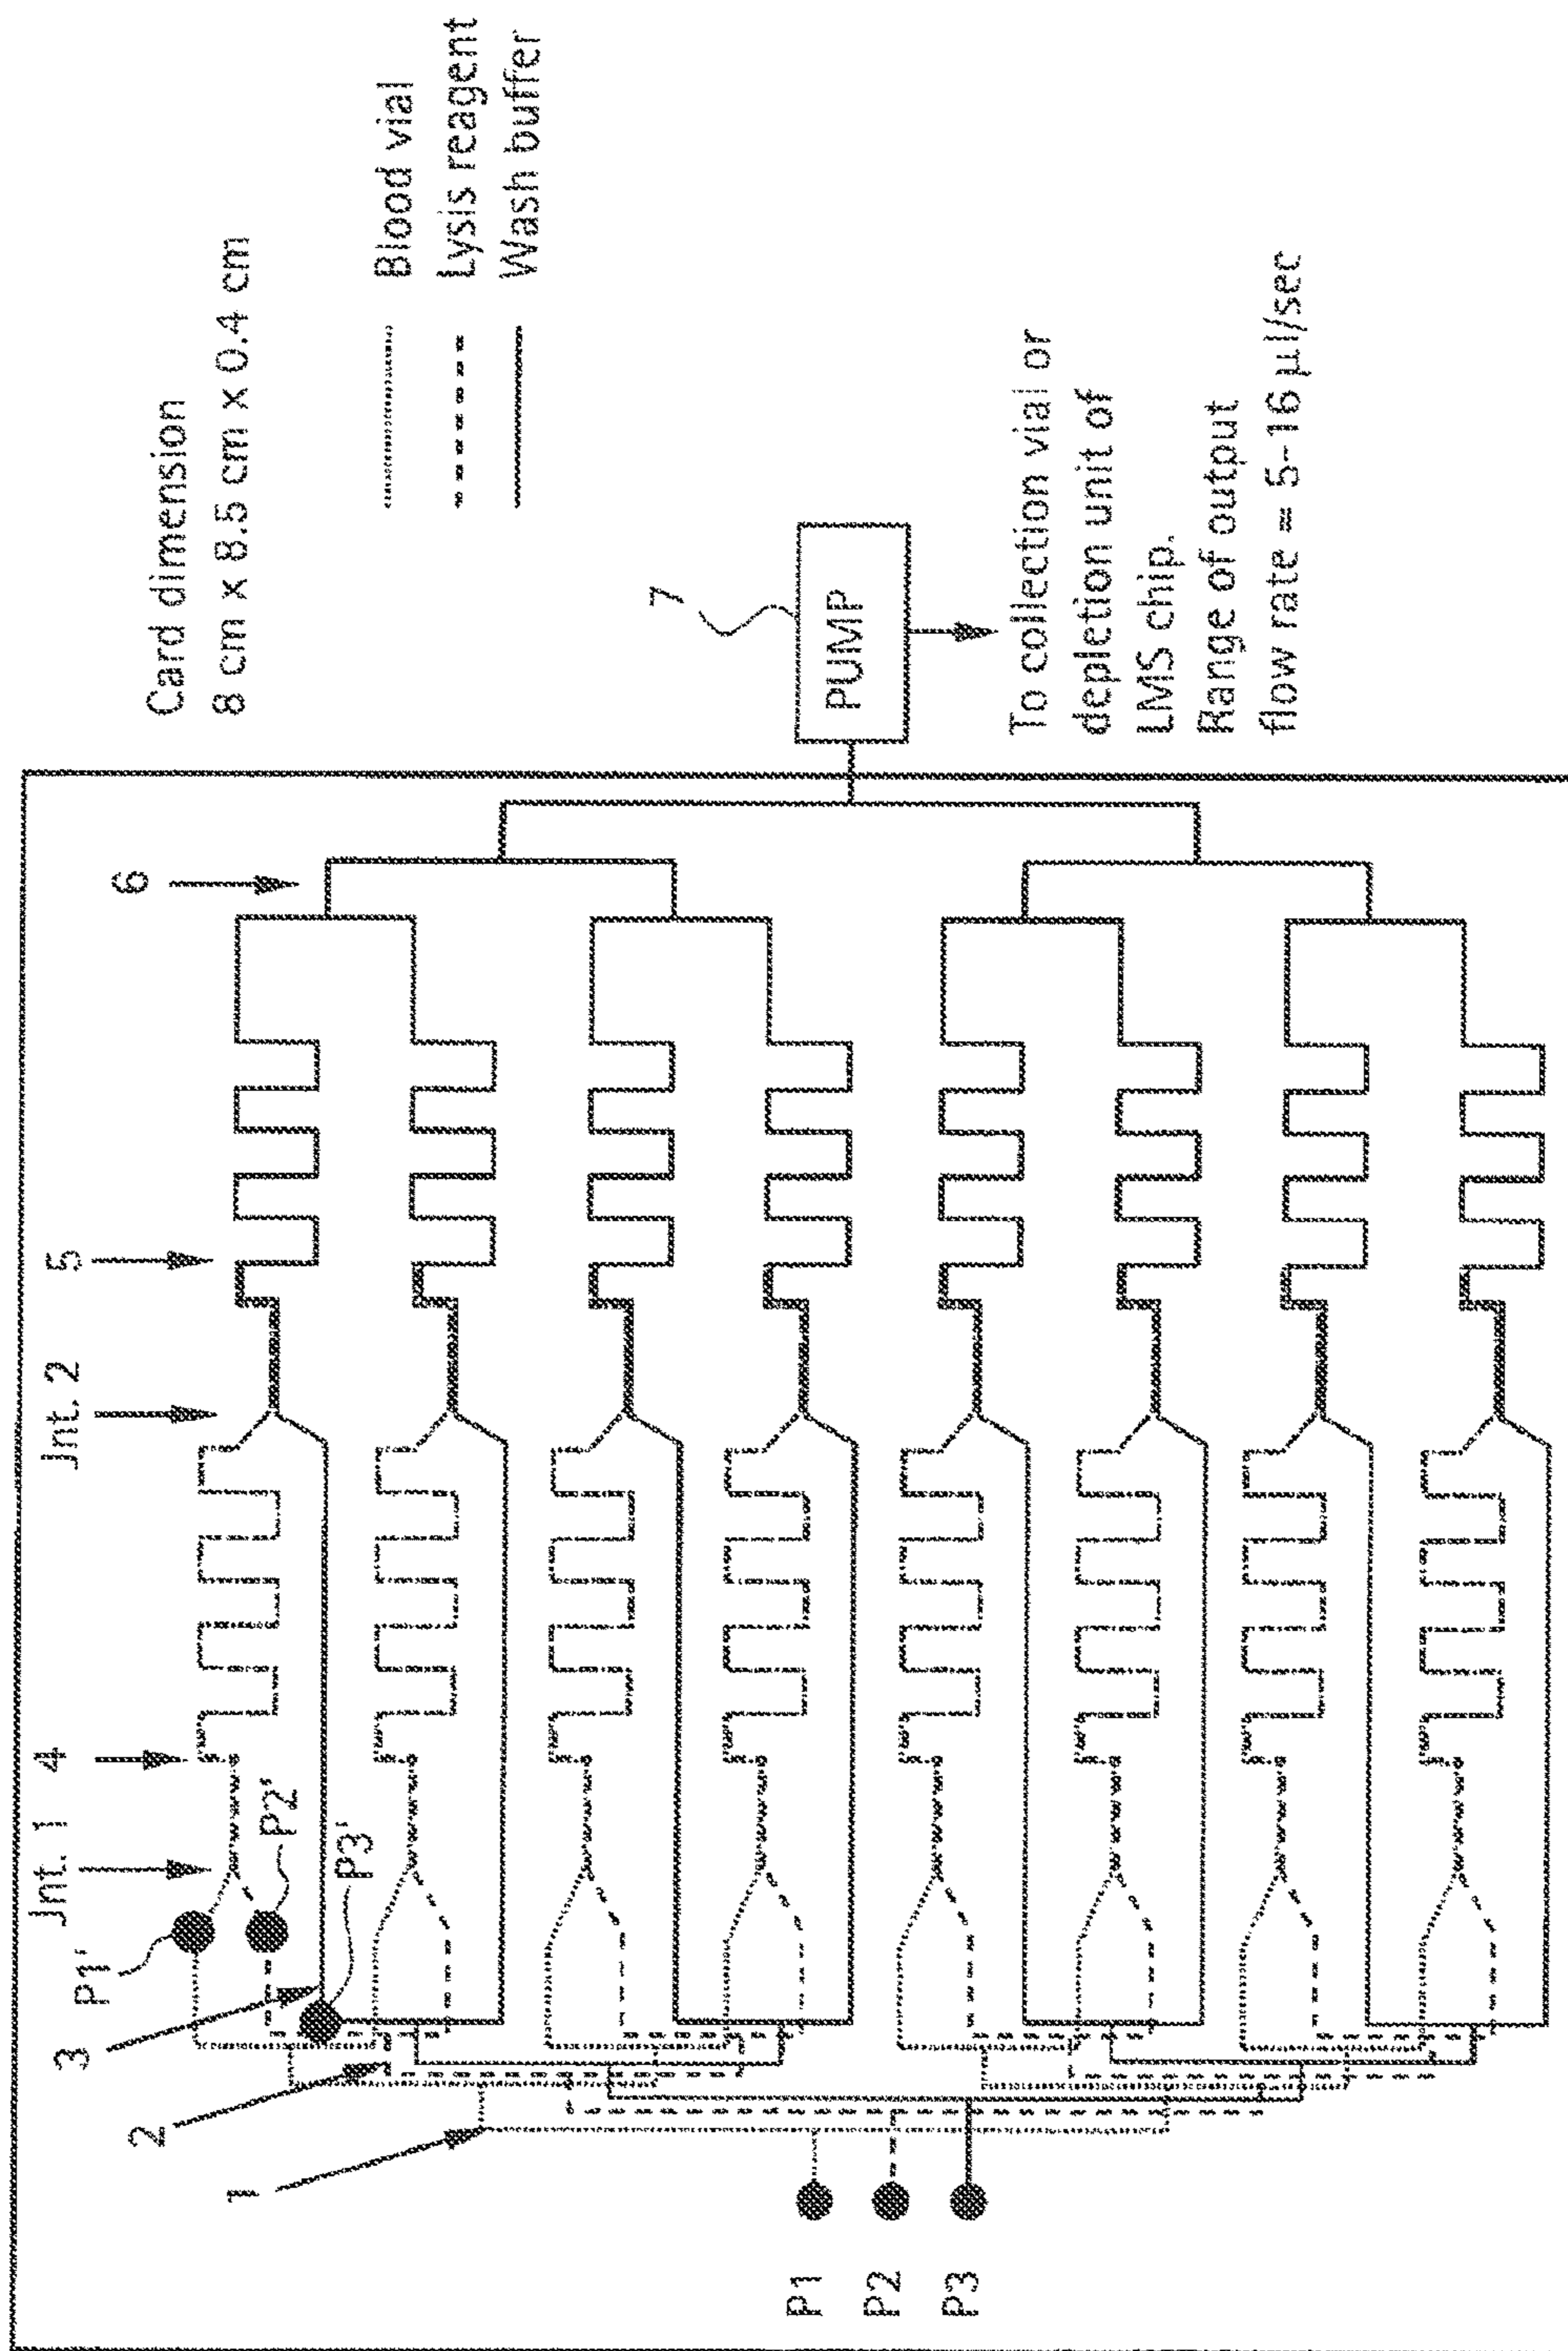 Card dimension
8 cm x 8.5 cm x 0.4 cm
Blood vial
Lysis reagent
Wash buffer
7
PUMP
To collection vial or
depletion unit of
LMS chip.
Range of output
flow rate = 5-16 µl/sec
6
5
Jnt. 2
4
Jnt. 1
P1'
P2'
P3'
3
2
1
P1
P2
P3